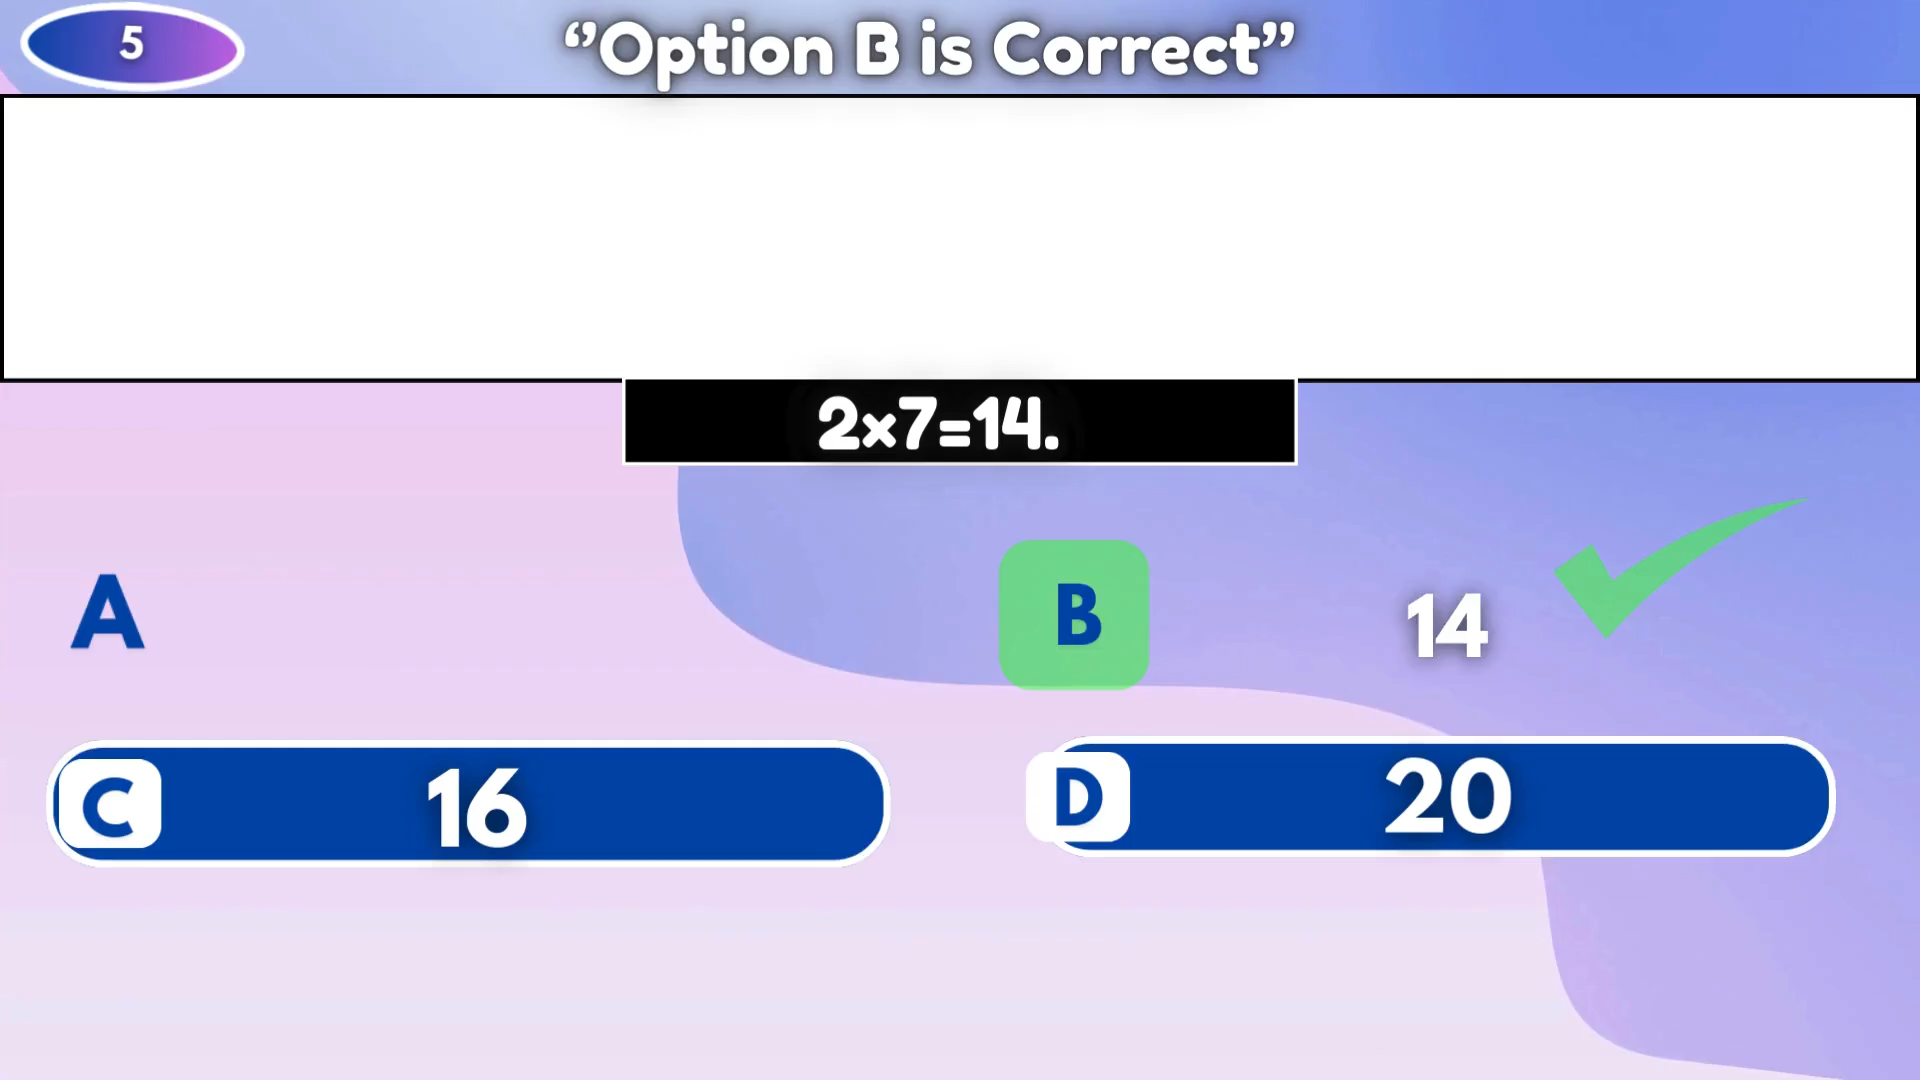 5
‘’Option B is Correct”
2×7=14.
A
B 14
C 16
D 20